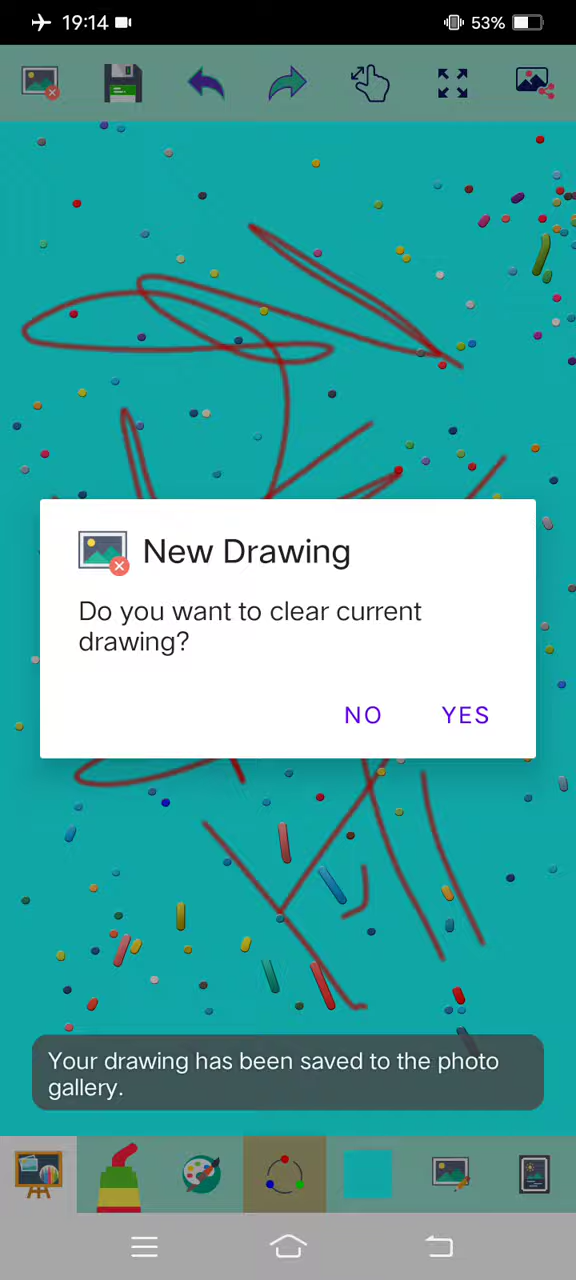 19:14
53%
New Drawing
Do you want to clear current
drawing?
NO YES
Your drawing has been saved to the photo
gallery.